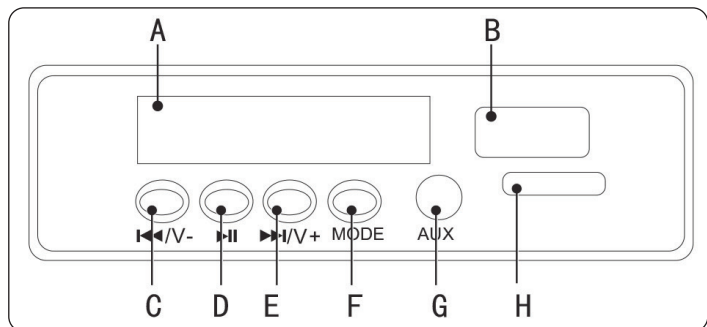 A B
⏮/V- ⏯ ⏭/V+ MODE AUX
C D E F G H